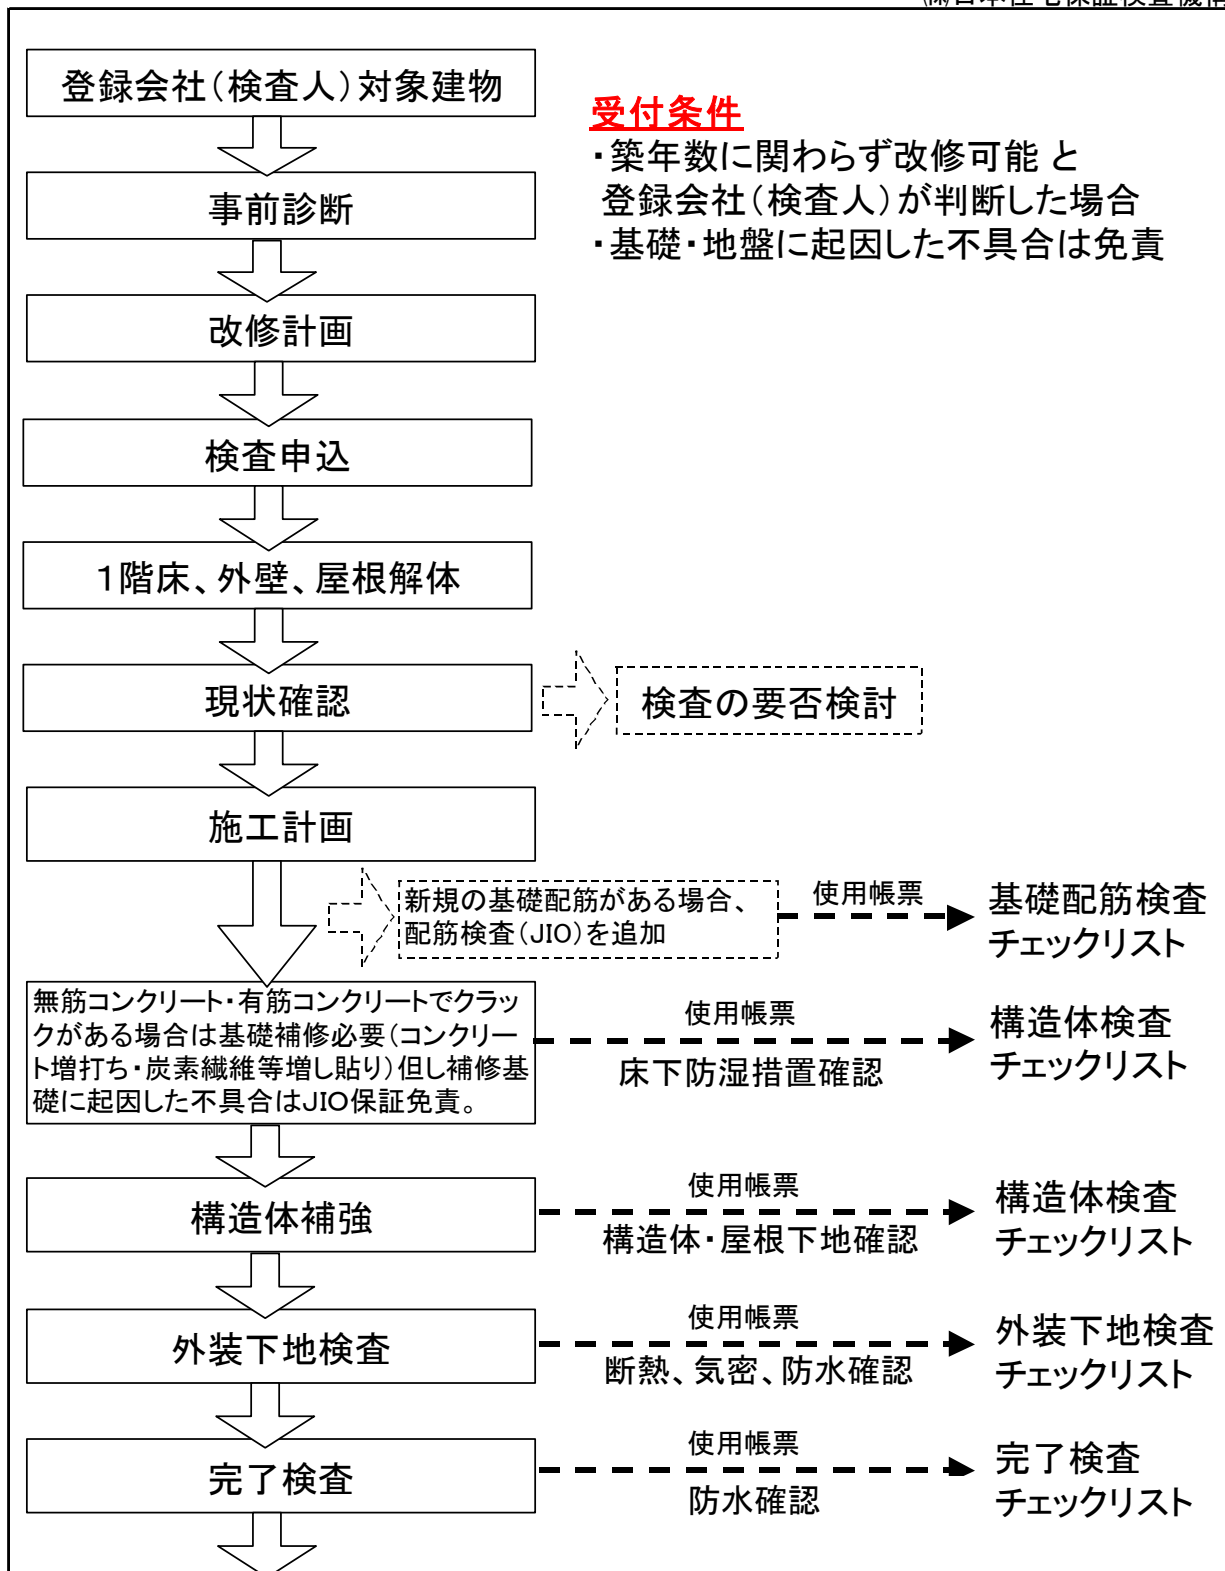 ㈱日本住宅保証検査機構
登録会社（検査人）対象建物
受付条件
・築年数に関わらず改修可能 と
登録会社（検査人）が判断した場合
・基礎・地盤に起因した不具合は免責
事前診断
改修計画
検査申込
１階床、外壁、屋根解体
現状確認
検査の要否検討
施工計画
新規の基礎配筋がある場合、
配筋検査（JIO）を追加
使用帳票
基礎配筋検査
チェックリスト
無筋コンクリート・有筋コンクリートでクラッ
クがある場合は基礎補修必要（コンクリー
ト増打ち・炭素繊維等増し貼り）但し補修基
礎に起因した不具合はJIO保証免責。
使用帳票
床下防湿措置確認
構造体検査
チェックリスト
構造体補強
使用帳票
構造体・屋根下地確認
構造体検査
チェックリスト
外装下地検査
使用帳票
断熱、気密、防水確認
外装下地検査
チェックリスト
完了検査
使用帳票
防水確認
完了検査
チェックリスト